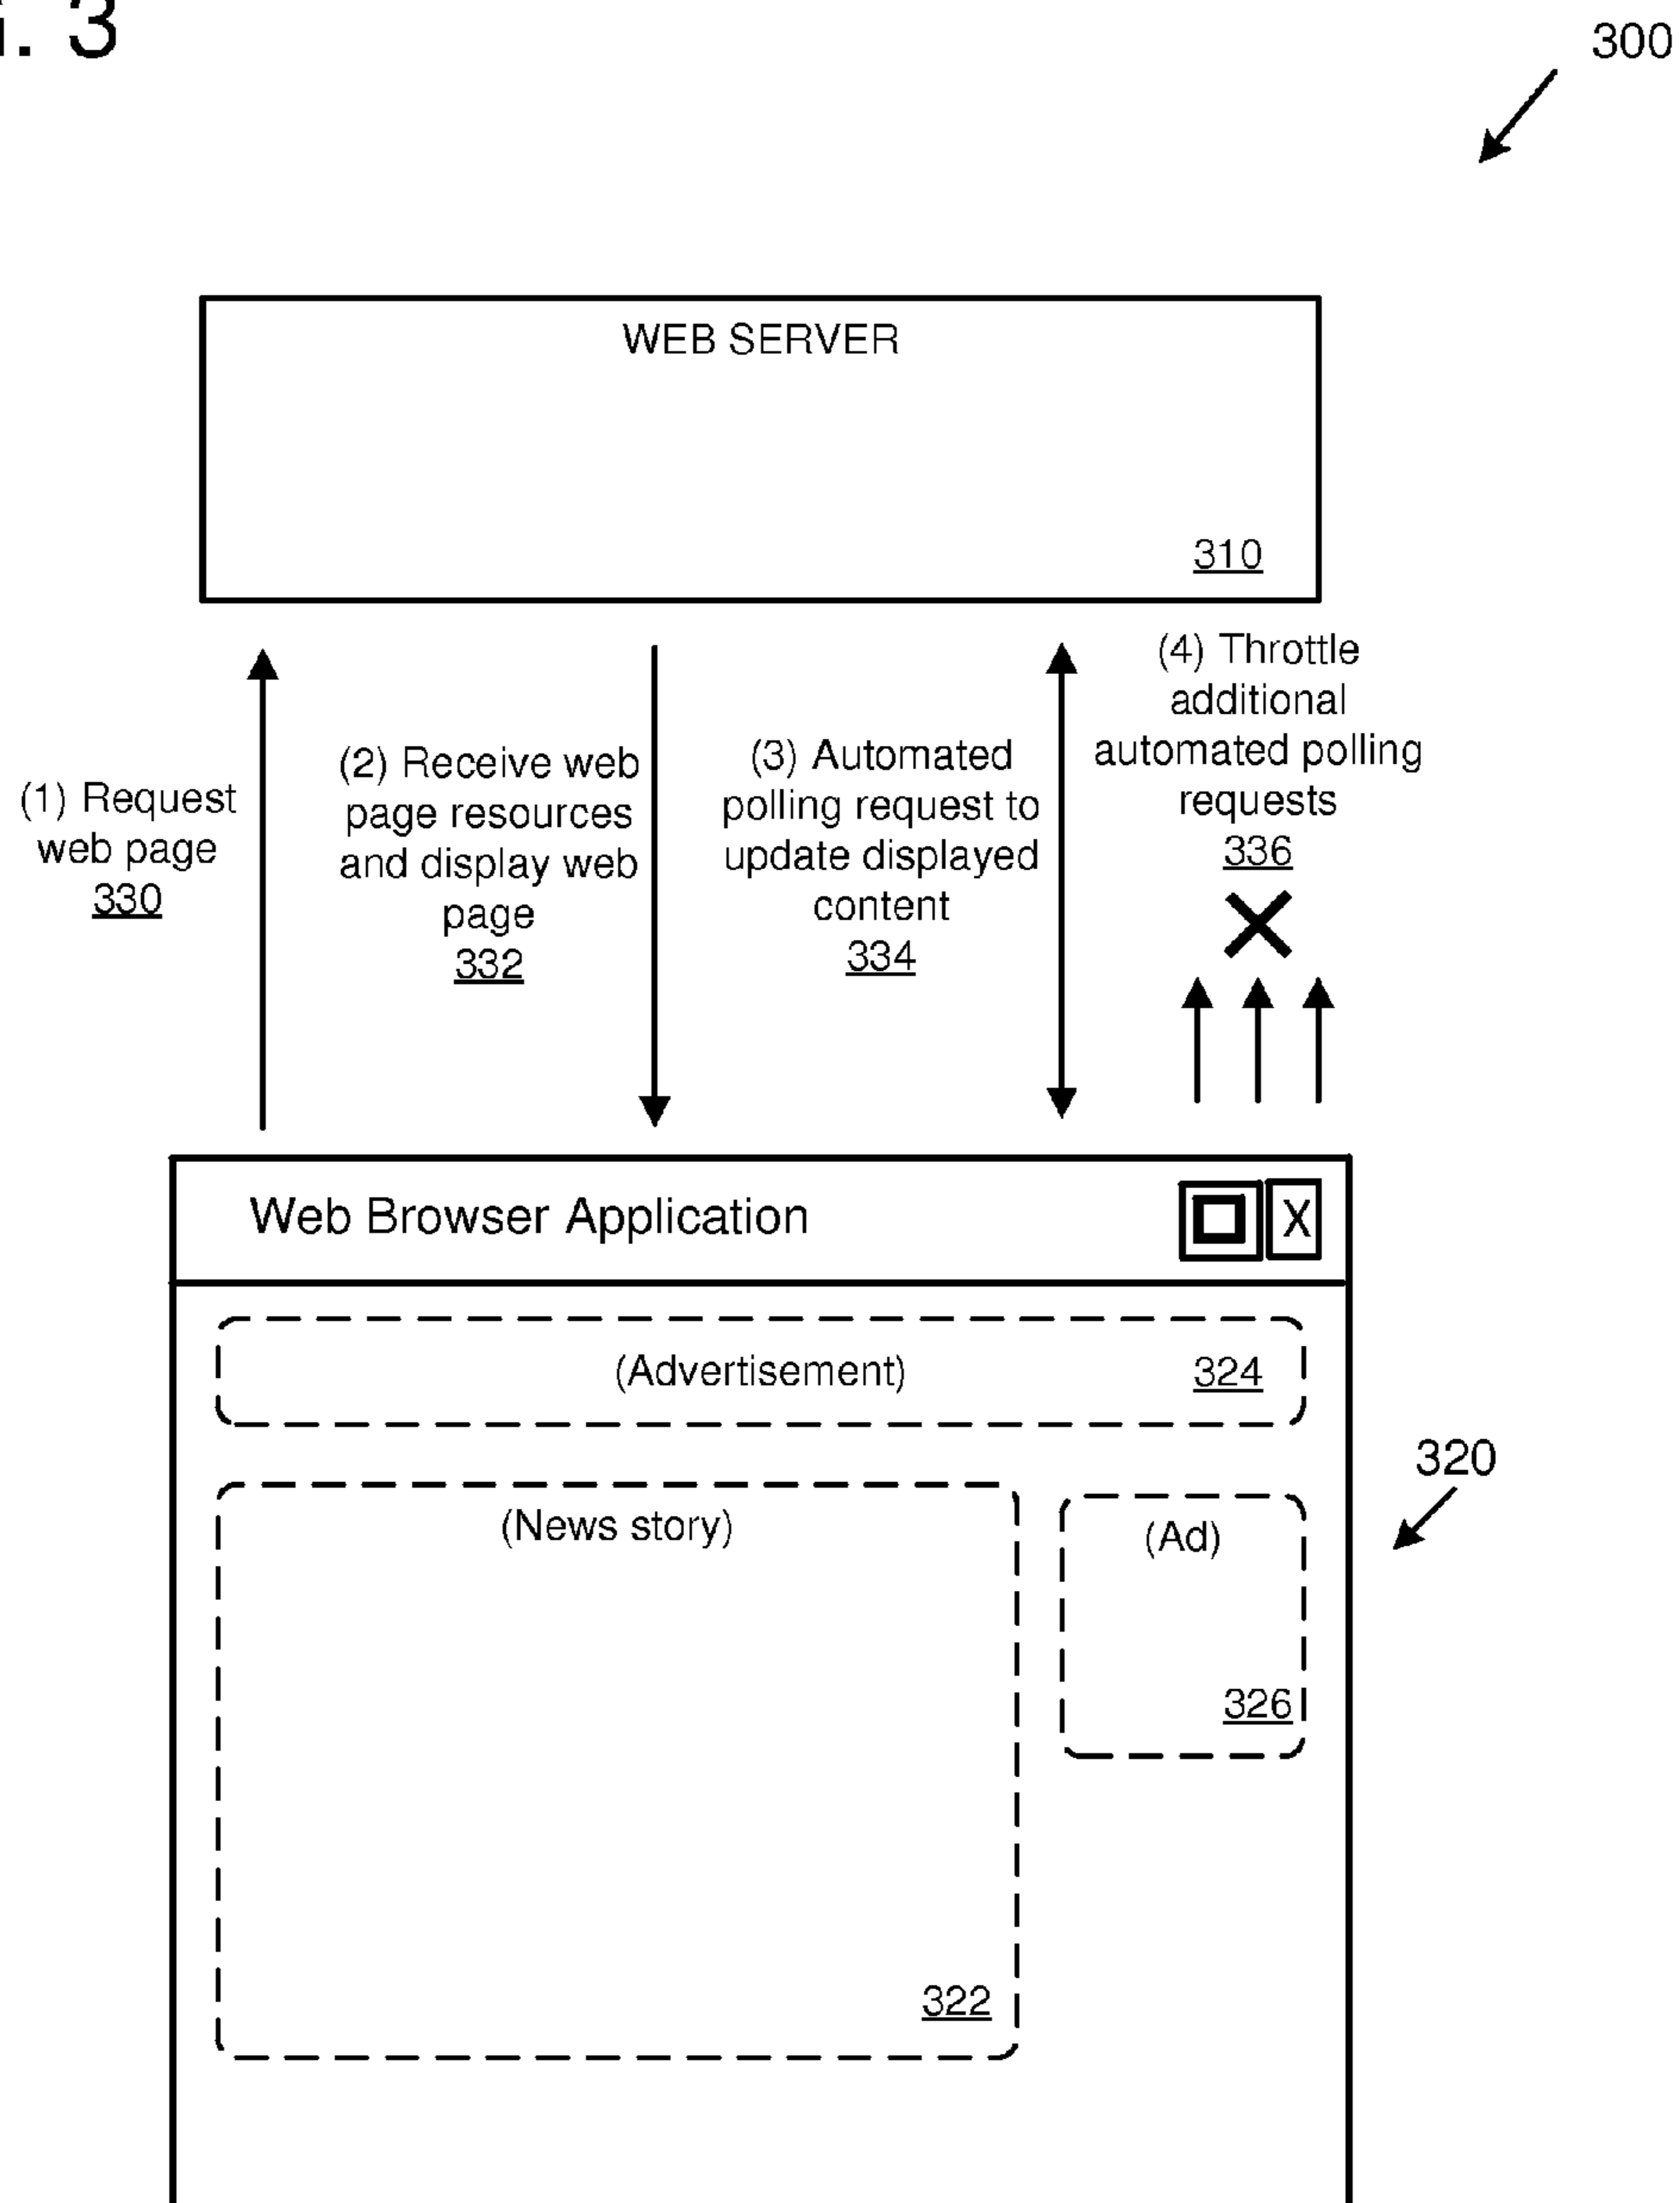 . 3
300
WEB SERVER
310
(1) Request
web page
330
(2) Receive web
page resources
and display web
page
332
(3) Automated
polling request to
update displayed
content
334
(4) Throttle
additional
automated polling
requests
336
Web Browser Application
X
(Advertisement)
324
320
(News story)
322
(Ad)
326